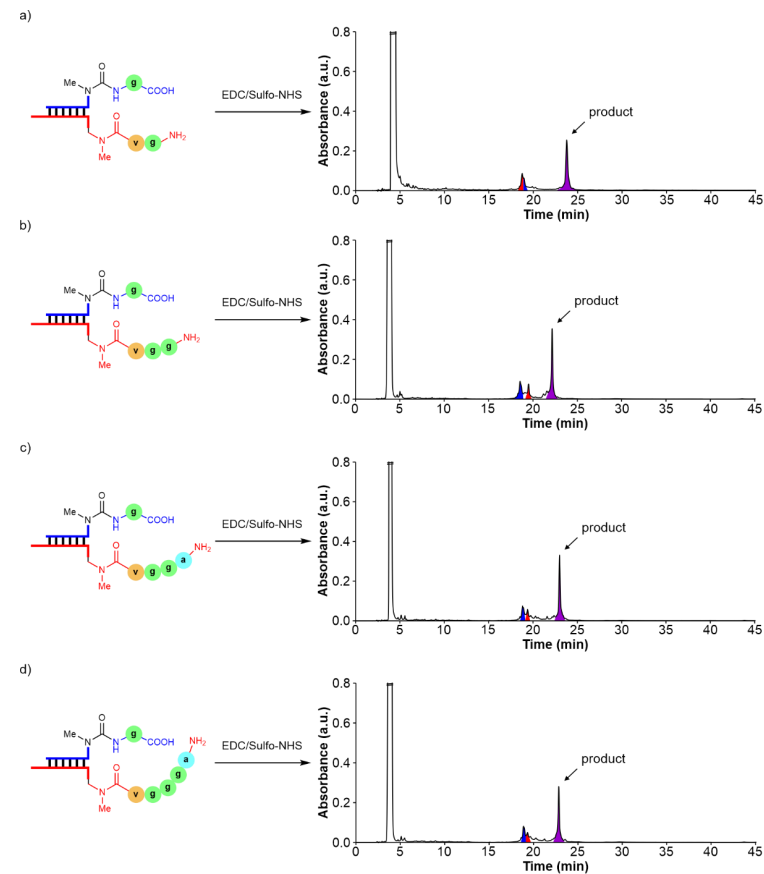 a)
Me
N
O
N
H
g
COOH
O
N
Me
v
g
NH2
EDC/Sulfo-NHS
Absorbance (a.u.)
0.8
0.6
0.4
0.2
0.0
product
0 5 10 15 20 25 30 35 40 45
Time (min)
b)
Me
N
O
N
H
g
COOH
O
N
Me
v
g
g
NH2
EDC/Sulfo-NHS
Absorbance (a.u.)
0.8
0.6
0.4
0.2
0.0
product
0 5 10 15 20 25 30 35 40 45
Time (min)
c)
Me
N
O
N
H
g
COOH
O
N
Me
v
g
g
a
NH2
EDC/Sulfo-NHS
Absorbance (a.u.)
0.8
0.6
0.4
0.2
0.0
product
0 5 10 15 20 25 30 35 40 45
Time (min)
d)
Me
N
O
N
H
g
COOH
O
N
Me
v
g
g
g
a
NH2
EDC/Sulfo-NHS
Absorbance (a.u.)
0.8
0.6
0.4
0.2
0.0
product
0 5 10 15 20 25 30 35 40 45
Time (min)